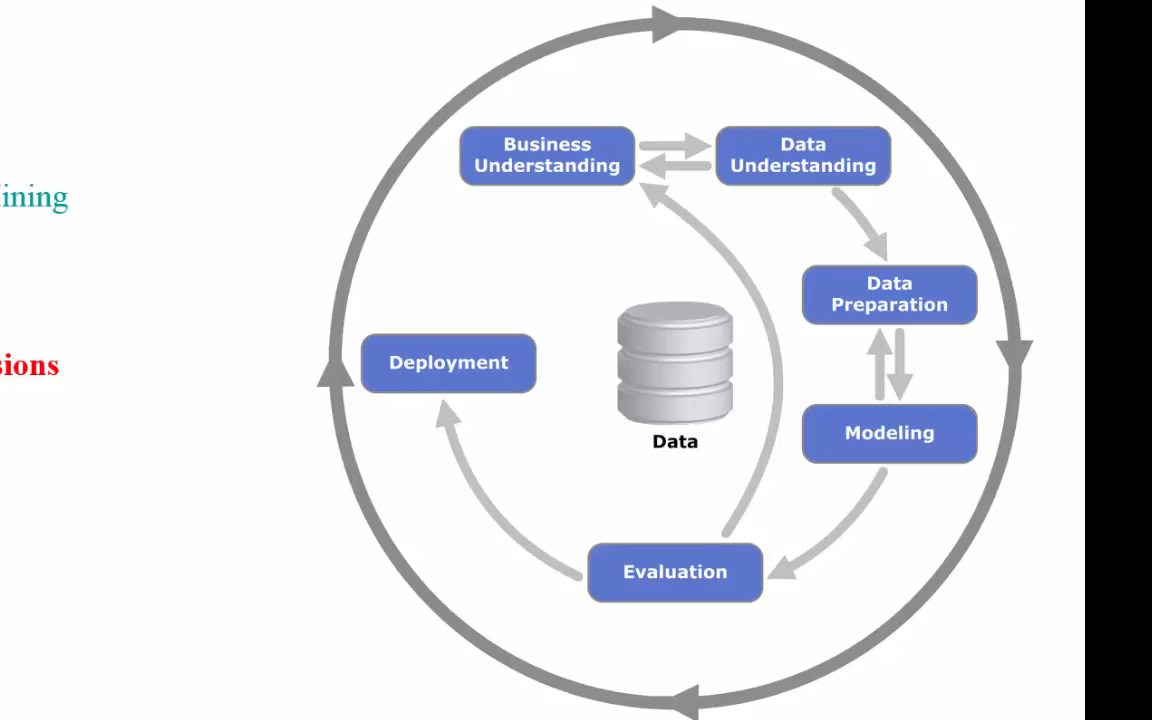 Business
Understanding
Data
Understanding
ining
Data
Preparation
Deployment
sions
Modeling
Data
Evaluation